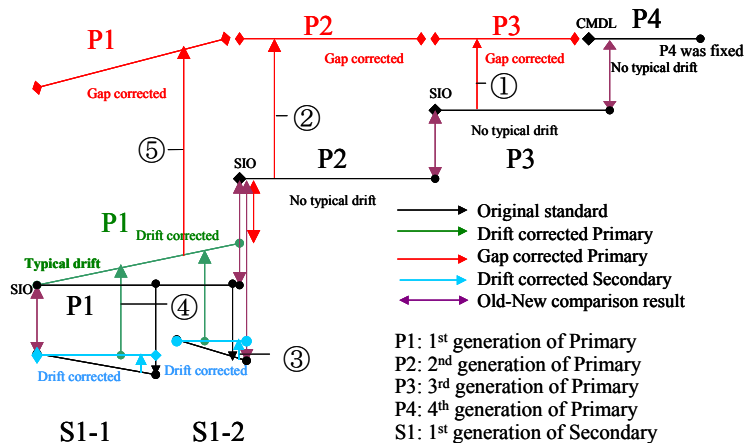 P1
P2
P3
CMDL
P4
P4 was fixed
Gap corrected
Gap corrected
Gap corrected
No typical drift
①
SIO
No typical drift
P3
②
⑤
SIO
P2
No typical drift
P1
Drift corrected
Typical drift
SIO
P1
④
③
Drift corrected
Drift corrected
S1-1
S1-2
Original standard
Drift corrected Primary
Gap corrected Primary
Drift corrected Secondary
Old-New comparison result
P1: 1st generation of Primary
P2: 2nd generation of Primary
P3: 3rd generation of Primary
P4: 4th generation of Primary
S1: 1st generation of Secondary